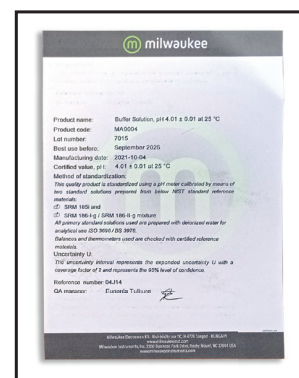 milwaukee
Product name: Buffer Solution, pH 4.01 ± 0.01 at 25 °C
Product code: MA9004
Lot number: 7015
Best use before: September 2025
Manufacturing date: 2021-10-04
Certified value, pH: 4.01 ± 0.01 at 25 °C
Method of standardization:
This quality product is standardized using a pH meter calibrated by means of
two standard solutions prepared from below NIST standard reference
materials:
SRM 185i and
SRM 186-I-g / SRM 186-II-g mixture
All primary standard solutions used are prepared with deionized water for
analytical use ISO 3696 / BS 3978.
Balances and thermometers used are checked with certified reference
materials.
Uncertainty U:
The uncertainty interval represents the expanded uncertainty U with a
coverage factor of 2 and represents the 95% level of confidence.
Reference number 04J14
QA manager: